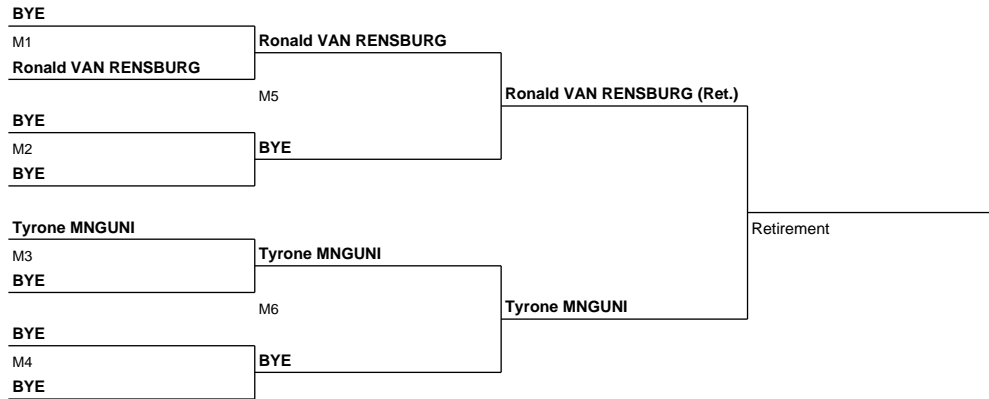 BYE
M1
Ronald VAN RENSBURG
Ronald VAN RENSBURG
M5
Ronald VAN RENSBURG (Ret.)
BYE
M2
BYE
BYE
Tyrone MNGUNI
Retirement
M3
Tyrone MNGUNI
BYE
M6
Tyrone MNGUNI
BYE
M4
BYE
BYE